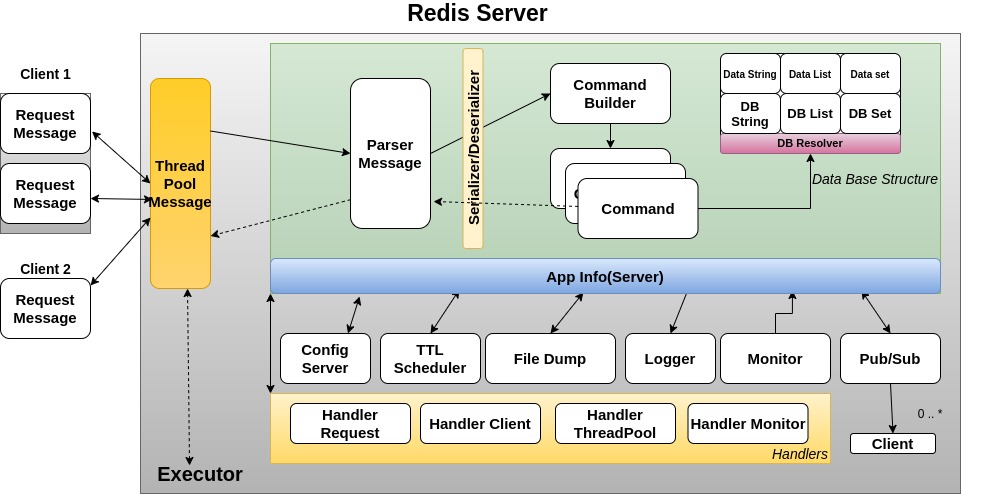 Redis Server
Client 1
Request
Message
Request
Message
Client 2
Request
Message
Thread
Pool
Message
Parser
Message
Serializer/Deserializer
Command
Builder
Command
Data String
Data List
Data set
DB
String
DB List
DB Set
DB Resolver
Data Base Structure
App Info(Server)
Config
Server
TTL
Scheduler
File Dump
Logger
Monitor
Pub/Sub
0 .. *
Client
Handler
Request
Handler Client
Handler
ThreadPool
Handler Monitor
Handlers
Executor